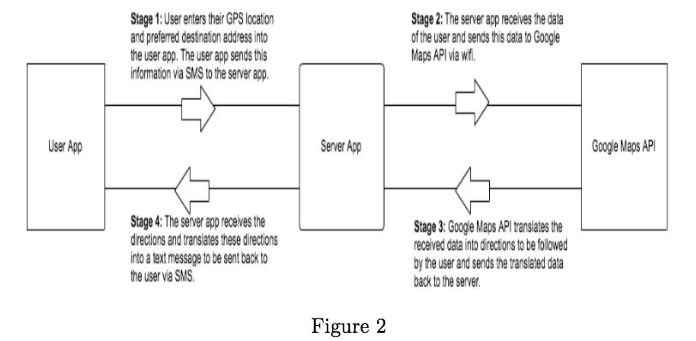 Stage 1: User enters their GPS location
and preferred destination address into
the user app. The user app sends this
information via SMS to the server app.
Stage 2: The server app receives the data
of the user and sends this data to Google
Maps API via wifi.
User App
Server App
Google Maps API
Stage 4: The server app receives the
directions and translates these directions
into a text message to be sent back to
the user via SMS.
Stage 3: Google Maps API translates the
received data into directions to be followed
by the user and sends the translated data
back to the server.
Figure 2